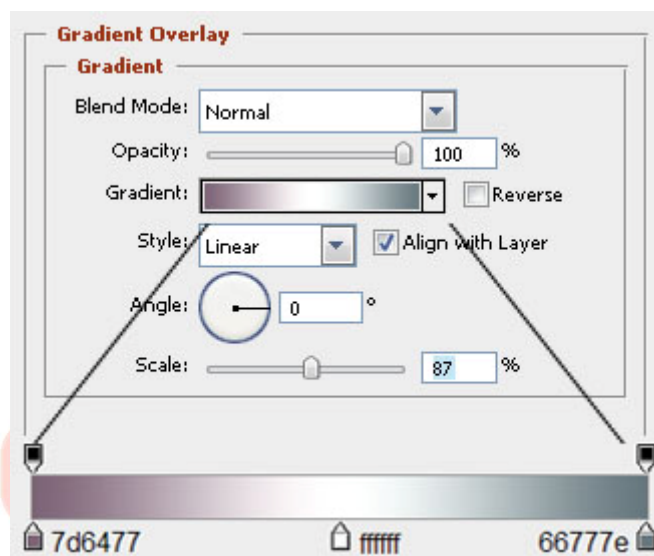 Gradient Overlay
Gradient
Blend Mode: Normal
Opacity: 100 %
Gradient: Reverse
Style: Linear Align with Layer
Angle: 0 °
Scale: 87 %
7d6477 ffffff 66777e